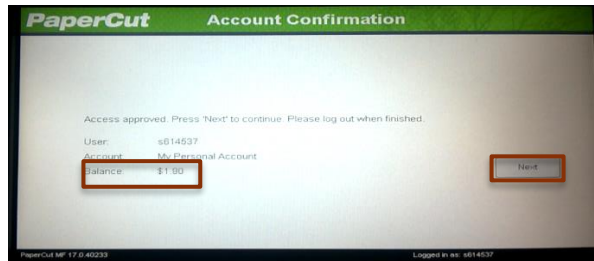 PaperCut Account Confirmation
Access approved. Press 'Next' to continue. Please log out when finished.
User: s614537
Account: My Personal Account
Balance: $1.90
Next
PaperCut MF 17.0.40233 Logged in as: s614537